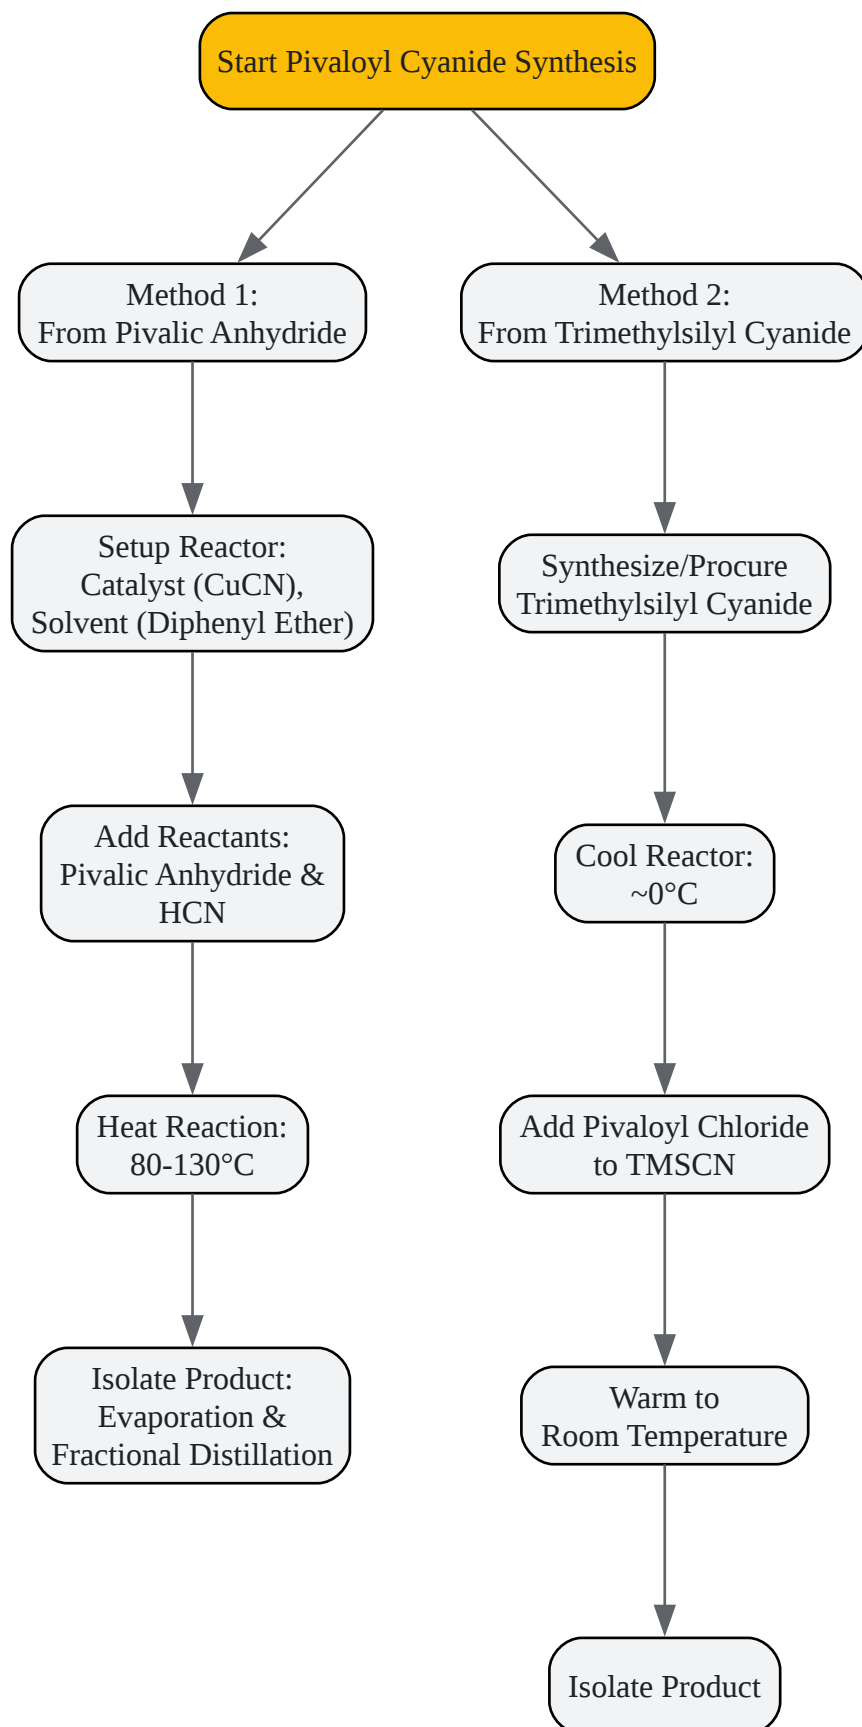 Start Pivaloyl Cyanide Synthesis
Method 1:
From Pivalic Anhydride
Method 2:
From Trimethylsilyl Cyanide
Setup Reactor:
Catalyst (CuCN),
Solvent (Diphenyl Ether)
Synthesize/Procure
Trimethylsilyl Cyanide
Add Reactants:
Pivalic Anhydride &
HCN
Cool Reactor:
~0°C
Heat Reaction:
80-130°C
Add Pivaloyl Chloride
to TMSCN
Isolate Product:
Evaporation &
Fractional Distillation
Warm to
Room Temperature
Isolate Product